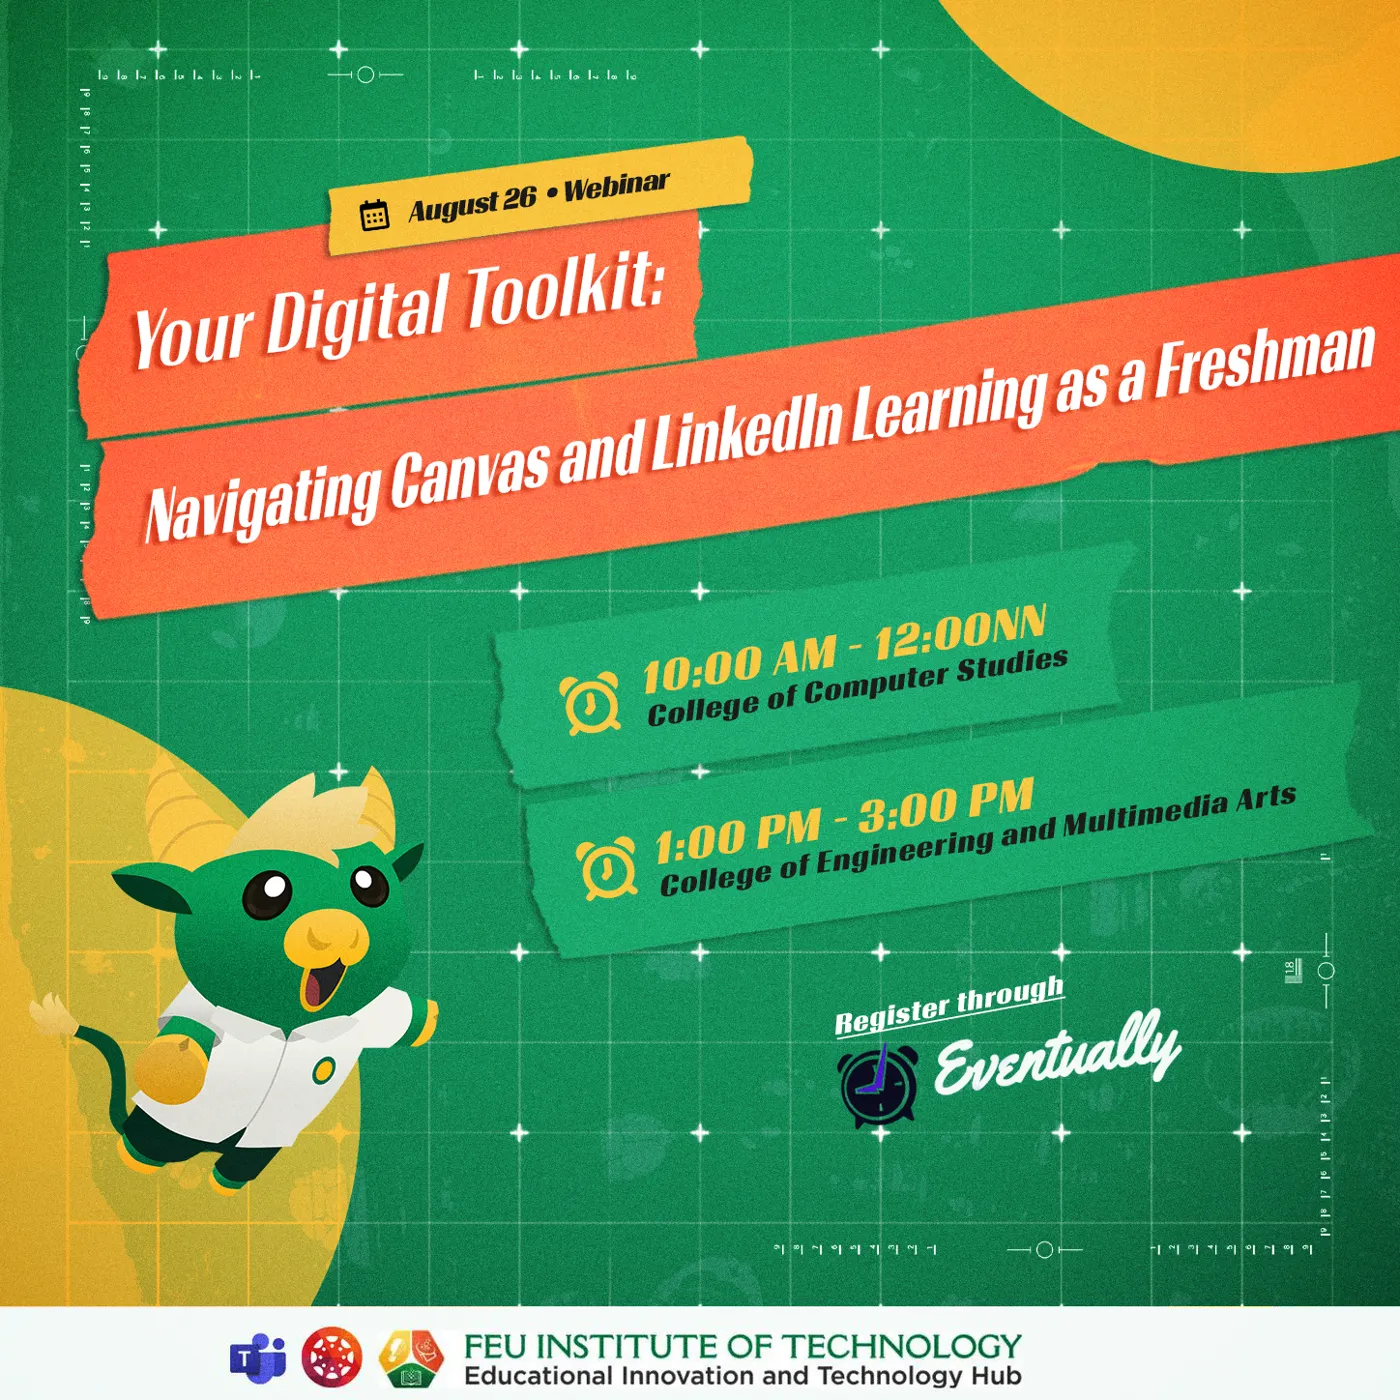 August 26 • Webinar
Your Digital Toolkit:
Navigating Canvas and LinkedIn Learning as a Freshman
10:00 AM - 12:00NN
College of Computer Studies
1:00 PM - 3:00 PM
College of Engineering and Multimedia Arts
Register through
Eventually
T
FEU INSTITUTE OF TECHNOLOGY
Educational Innovation and Technology Hub